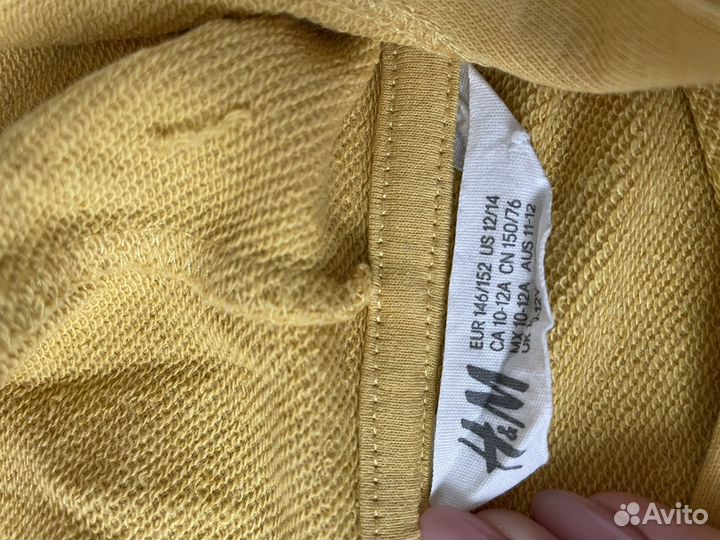 EUR 146/152 US 12/14
CA 10-12A CN 150/76
MX 10-12A AUS 11-12
UK
H&M
Avito